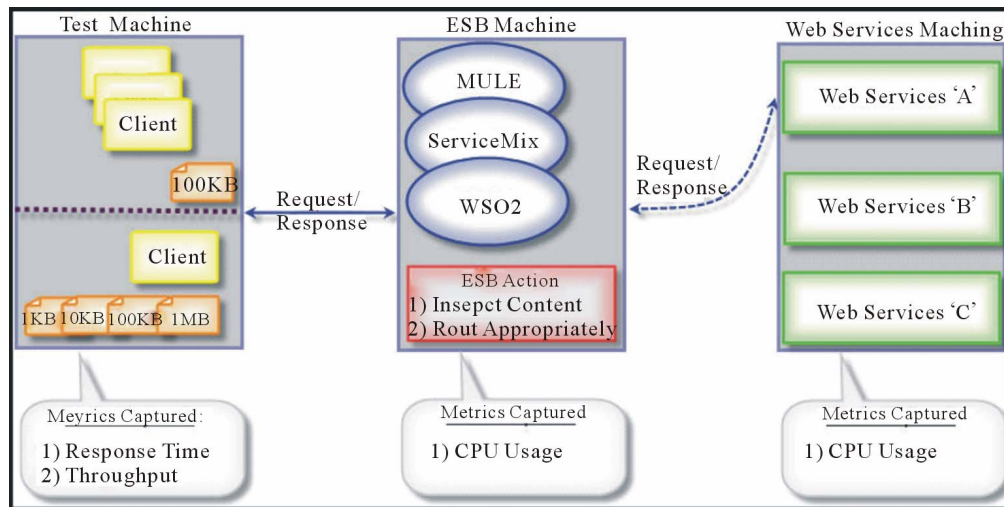 Test Machine
Client
100KB
Client
1KB
10KB
100KB
1MB
Meyrics Captured:
1) Response Time
2) Throughput
Request/
Response
ESB Machine
MULE
ServiceMix
WSO2
ESB Action
1) Insepct Content
2) Rout Appropriately
Metrics Captured
1) CPU Usage
Request/
Response
Web Services Maching
Web Services ‘A’
Web Services ‘B’
Web Services ‘C’
Metrics Captured
1) CPU Usage